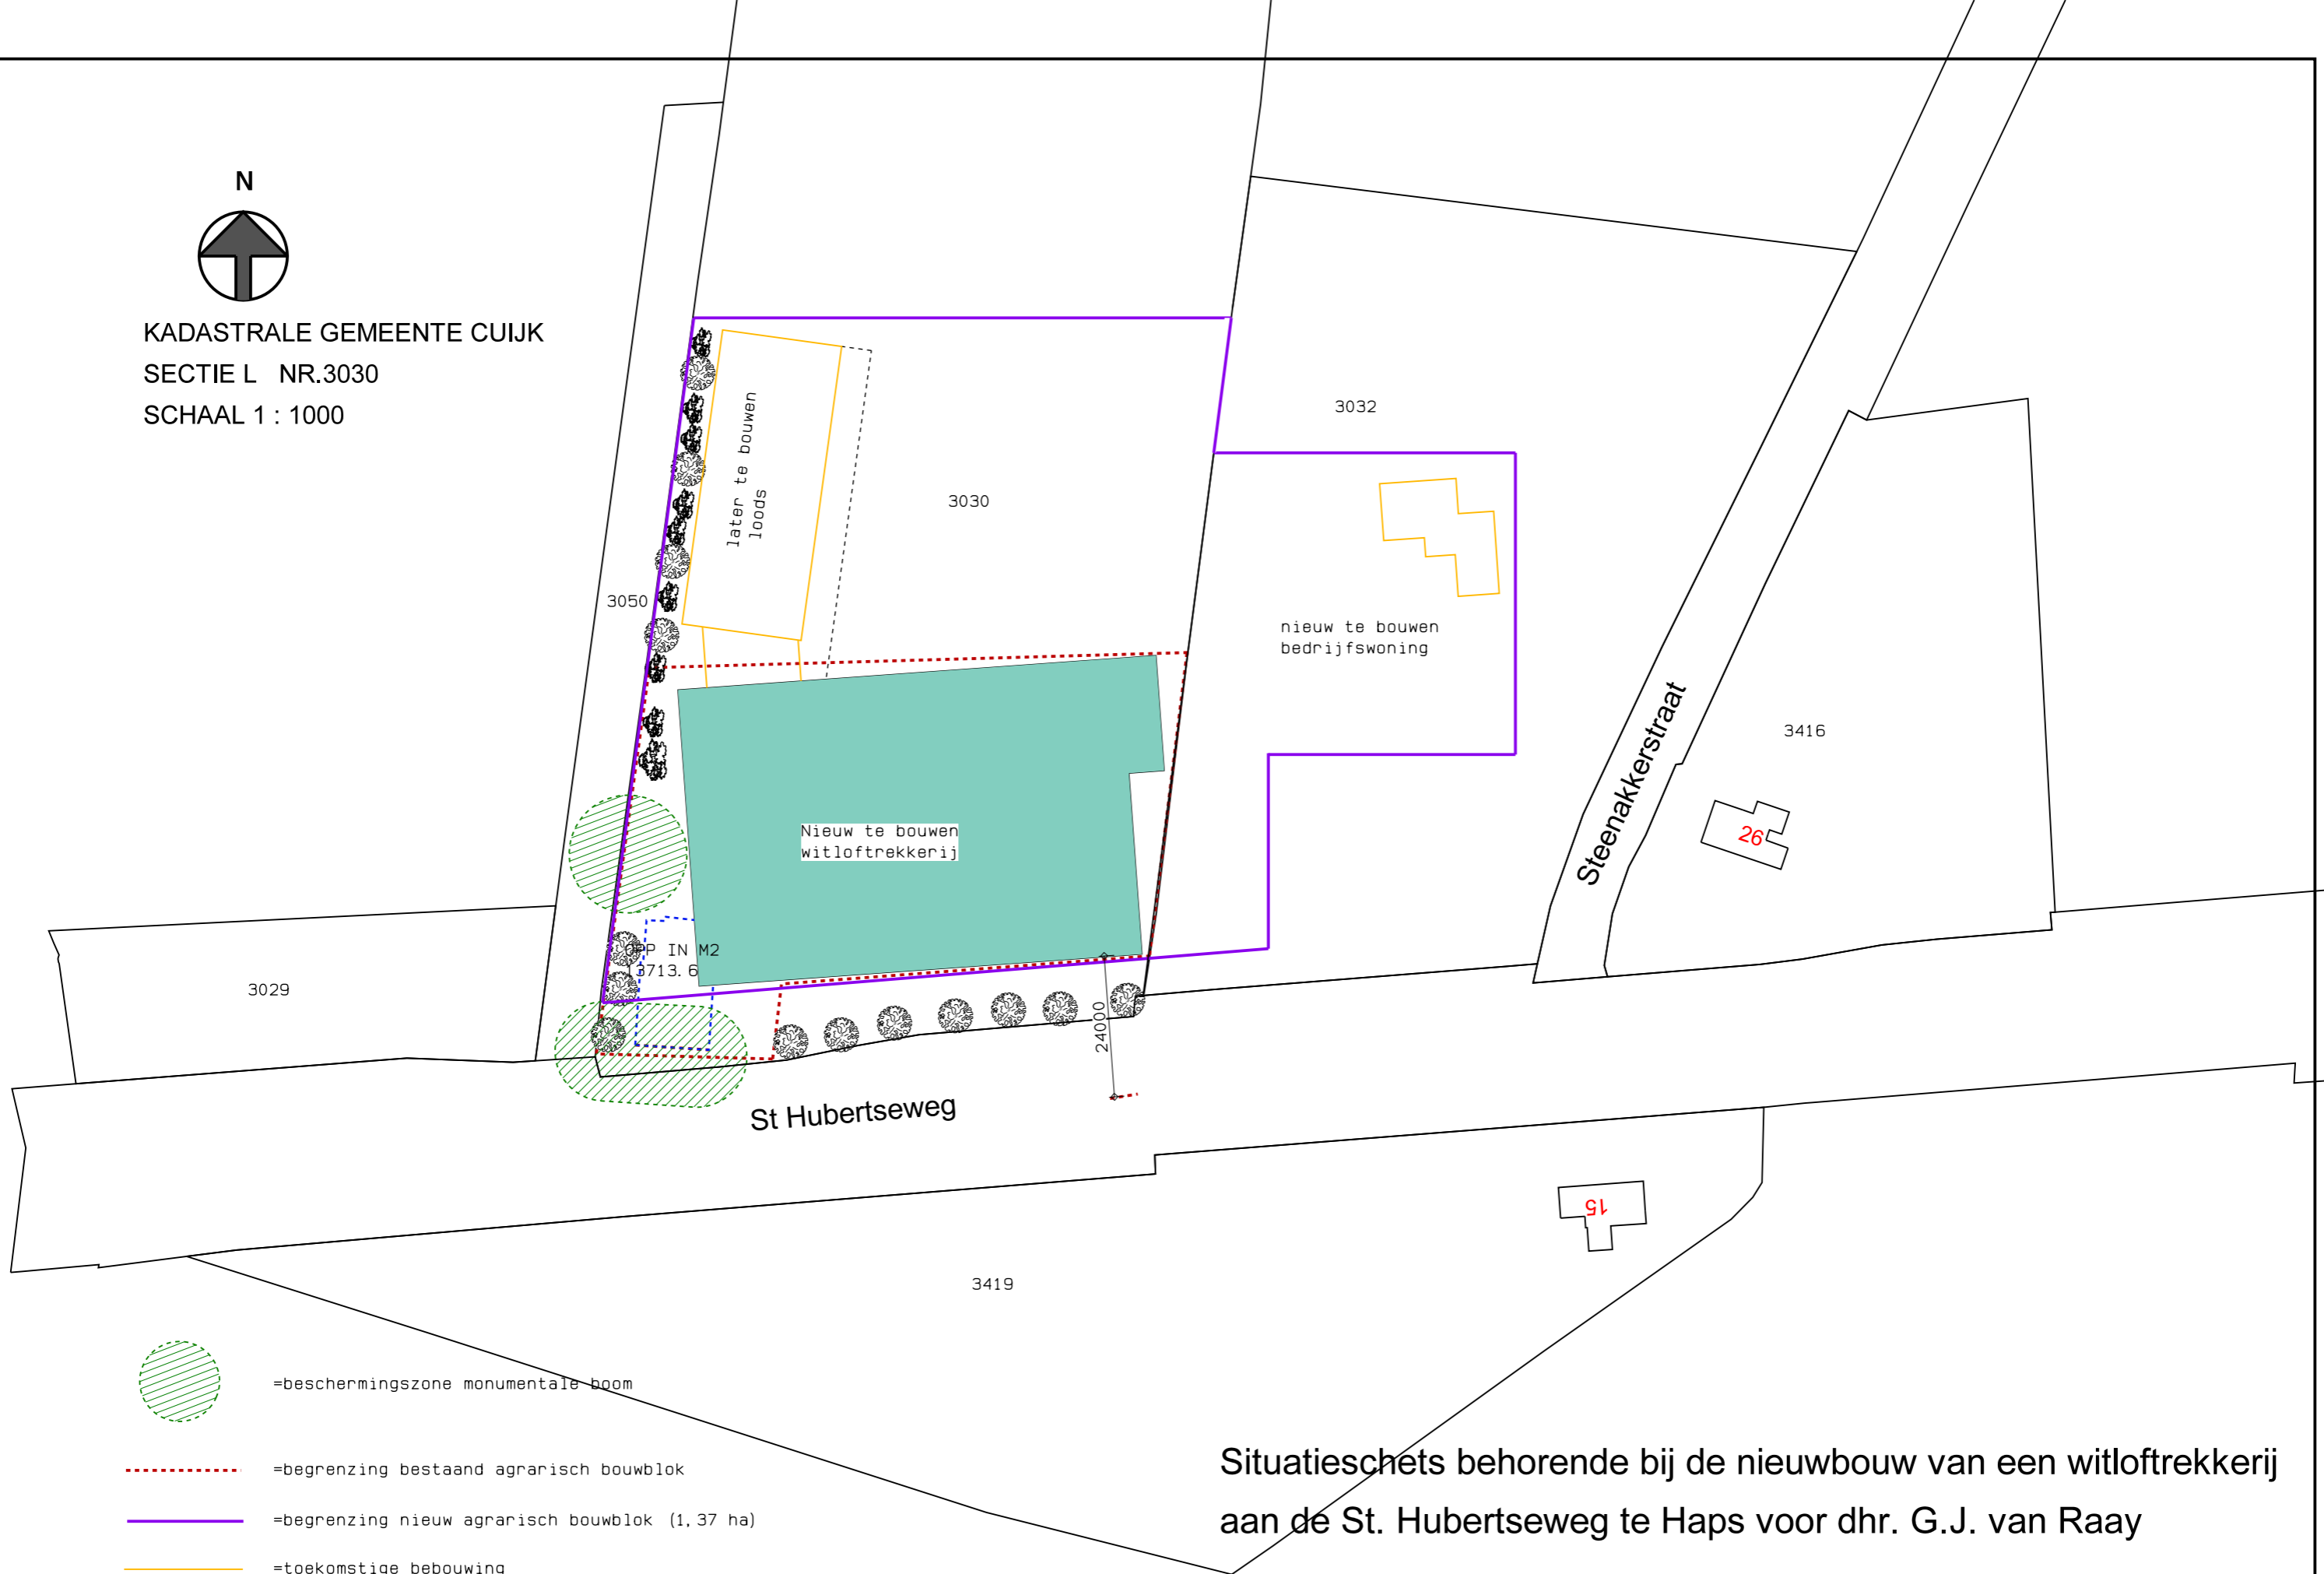 N
KADASTRALE GEMEENTE CUIJK
SECTIE L NR.3030
SCHAAL 1 : 1000
later te bouwen
loods
3030
3032
3050
nieuw te bouwen
bedrijfswoning
Steenakkerstraat
3416
26
Nieuw te bouwen
witloftrekkerij
OPP IN M2
13713.6
3029
24000
St Hubertseweg
15
3419
=beschermingszone monumentale boom
=begrenzing bestaand agrarisch bouwblok
=begrenzing nieuw agrarisch bouwblok (1,37 ha)
=toekomstige bebouwing
Situatieschets behorende bij de nieuwbouw van een witloftrekkerij
aan de St. Hubertseweg te Haps voor dhr. G.J. van Raay